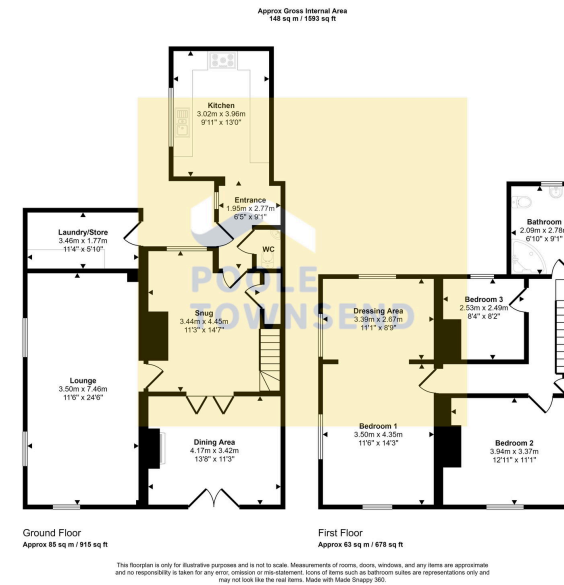 Approx Gross Internal Area
148 sq m / 1593 sq ft
Kitchen
3.02m x 3.96m
9'11" x 13'0"
Entrance
1.95m x 2.77m
6'5" x 9'1"
Laundry/Store
3.46m x 1.77m
11'4" x 5'10"
WC
POOLE
TOWNSEND
Snug
3.44m x 4.45m
11'3" x 14'7"
Lounge
3.50m x 7.46m
11'6" x 24'6"
Dining Area
4.17m x 3.42m
13'8" x 11'3"
Bathroom
2.09m x 2.78m
6'10" x 9'1"
Dressing Area
3.39m x 2.67m
11'1" x 8'9"
Bedroom 3
2.53m x 2.49m
8'4" x 8'2"
Bedroom 1
3.50m x 4.35m
11'6" x 14'3"
Bedroom 2
3.94m x 3.37m
12'11" x 11'1"
Ground Floor
Approx 85 sq m / 915 sq ft
First Floor
Approx 63 sq m / 678 sq ft
This floorplan is only for illustrative purposes and is not to scale. Measurements of rooms, doors, windows, and any items are approximate
and no responsibility is taken for any error, omission or mis-statement. Icons of items such as bathroom suites are representations only and
may not look like the real items. Made with Made Snappy 360.